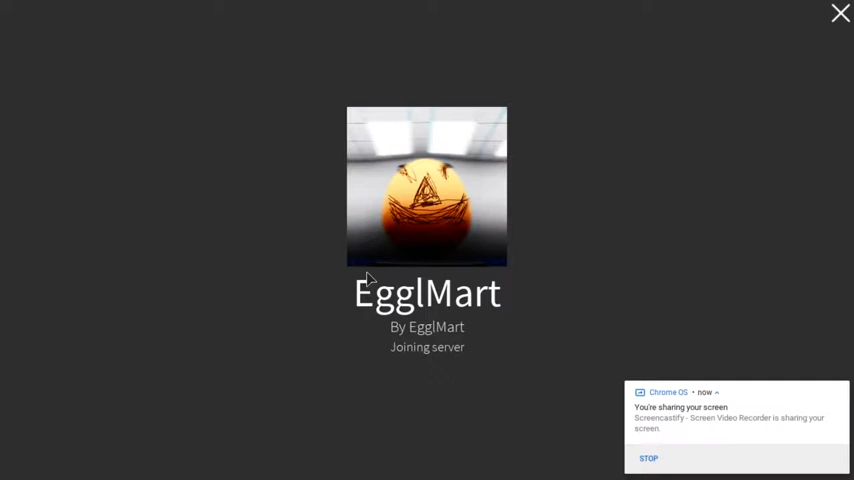 EgglMart
By EgglMart
Joining server
Chrome OS • now
You're sharing your screen
Screencastify - Screen Video Recorder is sharing your
screen.
STOP